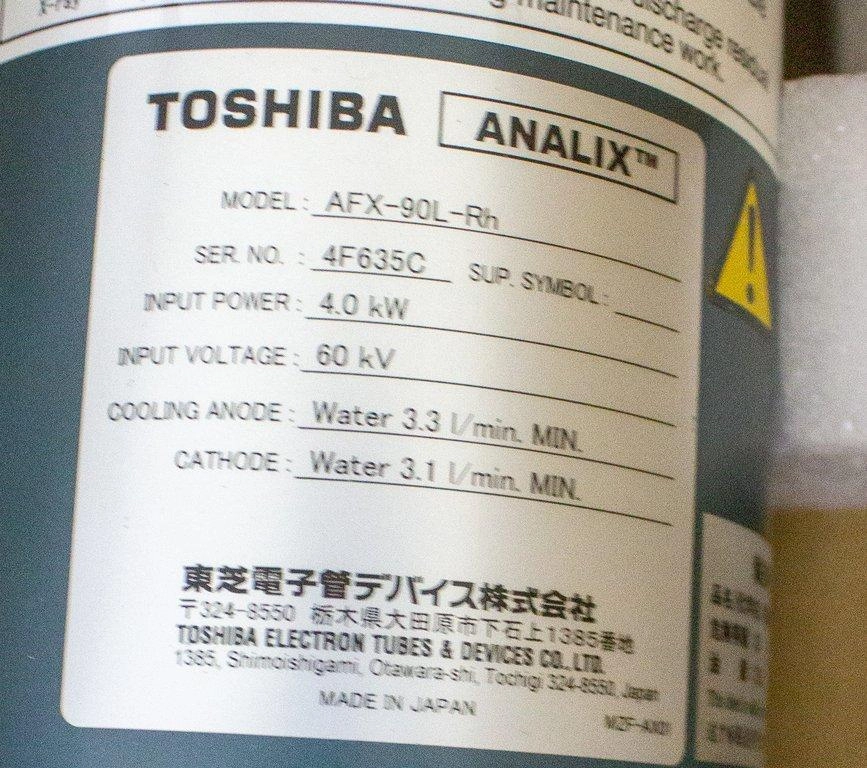 discharge
maintenance work.
TOSHIBA ANALIX™
MODEL : AFX-90L-Rh
SER. NO. : 4F635C SUP. SYMBOL :
INPUT POWER : 4.0 kW
INPUT VOLTAGE : 60 kV
COOLING ANODE : Water 3.3 l/min. MIN.
CATHODE : Water 3.1 l/min. MIN.
東芝電子管デバイス株式会社
〒324-8550 栃木県大田原市下石上1385番地
TOSHIBA ELECTRON TUBES & DEVICES CO., LTD.
1385, Shimoishigami, Otawara-shi, Tochigi 324-8550, Japan
MADE IN JAPAN